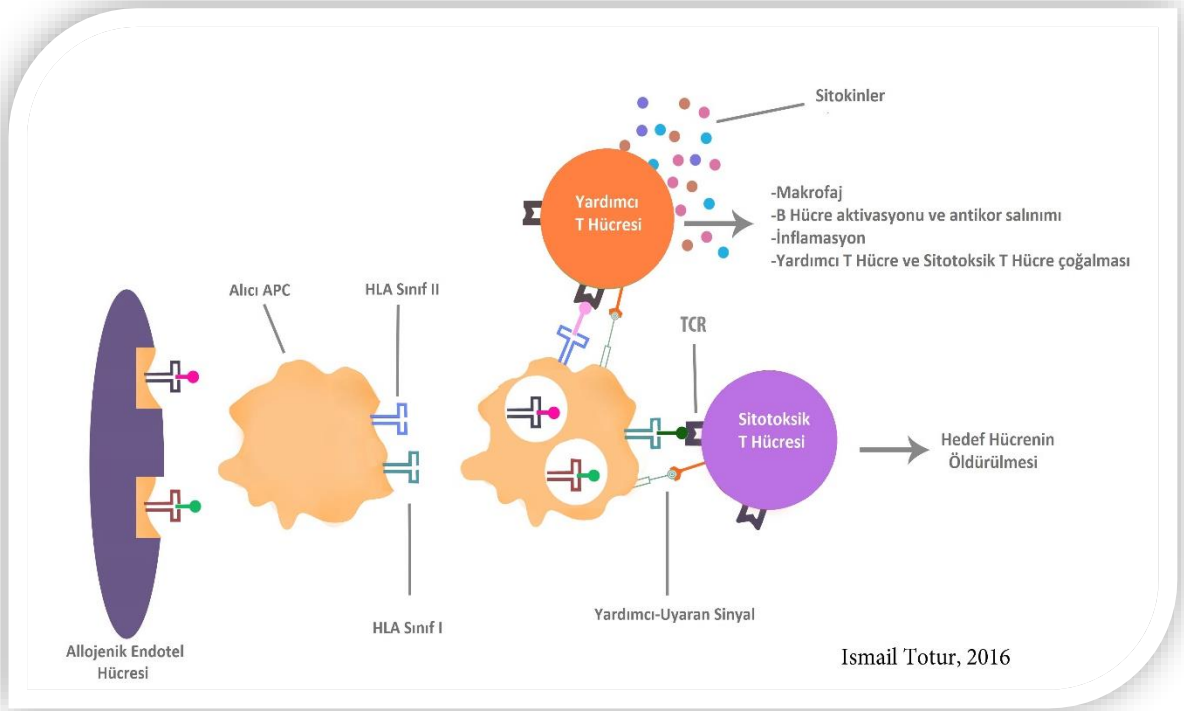 Sitokinler
Yardımcı
T Hücresi
-Makrofaj
-B Hücre aktivasyonu ve antikor salınımı
-İnflamasyon
-Yardımcı T Hücre ve Sitotoksik T Hücre çoğalması
Alıcı APC
HLA Sınıf II
TCR
Sitotoksik
T Hücresi
Hedef Hücrenin
Öldürülmesi
Yardımcı-Uyaran Sinyal
HLA Sınıf I
Allojenik Endotel
Hücresi
Ismail Totur, 2016